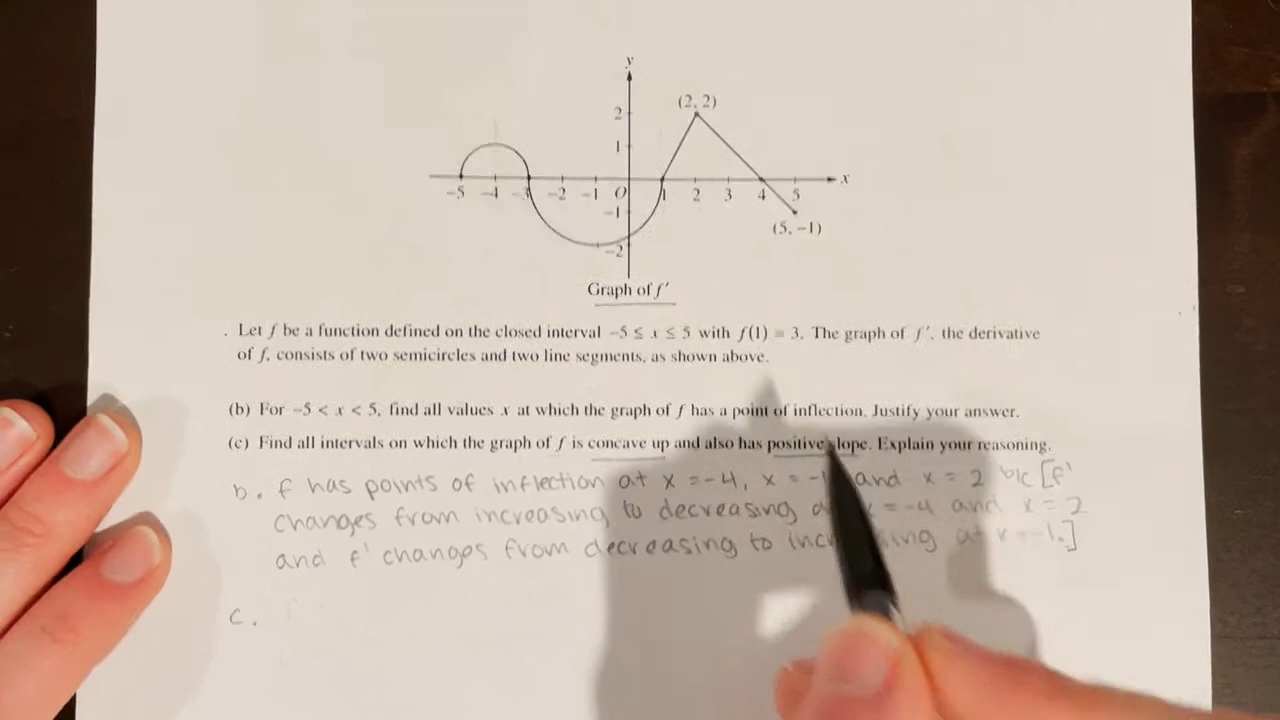 y
(2, 2)
2
1
-5 -4 -3 -2 -1 O 1 2 3 4 5 x
-1
(5, -1)
-2
Graph of f'
. Let f be a function defined on the closed interval -5 ≤ x ≤ 5 with f(1) = 3. The graph of f', the derivative
of f, consists of two semicircles and two line segments, as shown above.
(b) For -5 < x < 5, find all values x at which the graph of f has a point of inflection. Justify your answer.
(c) Find all intervals on which the graph of f is concave up and also has positive slope. Explain your reasoning.
b. f has points of inflection at x = -4, x = -1 and x = 2 b/c [f'
changes from increasing to decreasing x = -4 and x = 2
and f' changes from decreasing to increasing at x = -1.]
c.